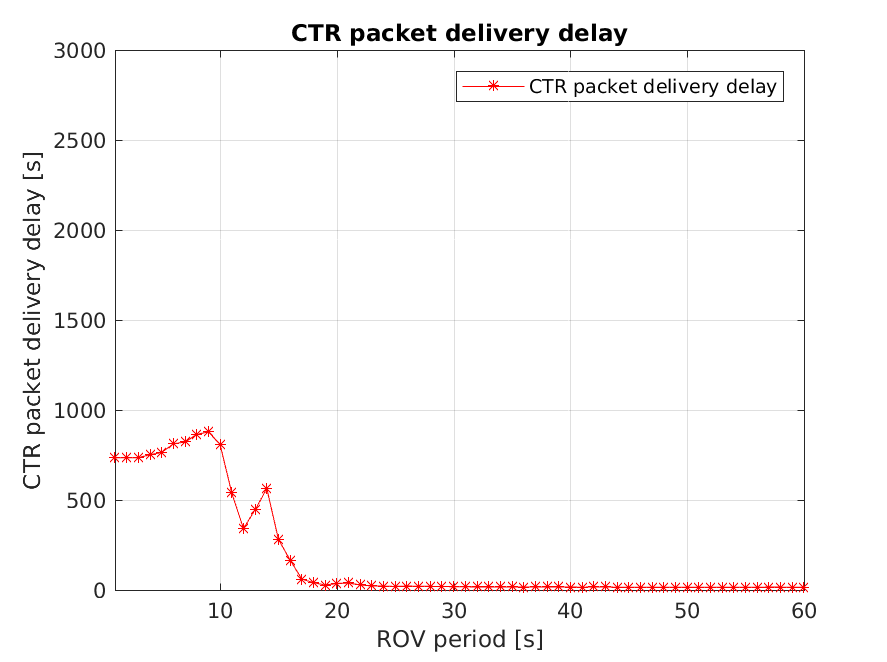 CTR packet delivery delay
CTR packet delivery delay
3000
2500
2000
1500
1000
500
0
CTR packet delivery delay [s]
10 20 30 40 50 60
ROV period [s]